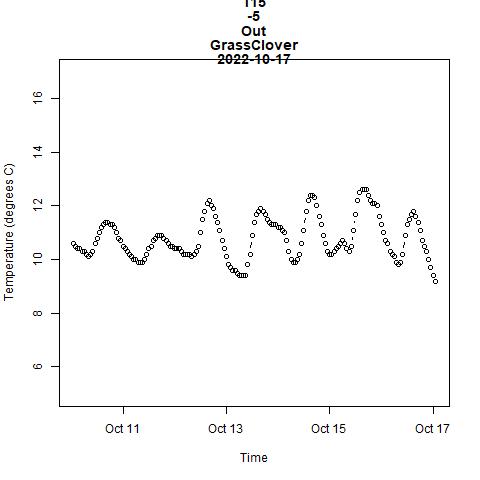 T15
-5
Out
GrassClover
2022-10-17
Temperature (degrees C)
16
14
12
10
8
6
Oct 11
Oct 13
Oct 15
Oct 17
Time